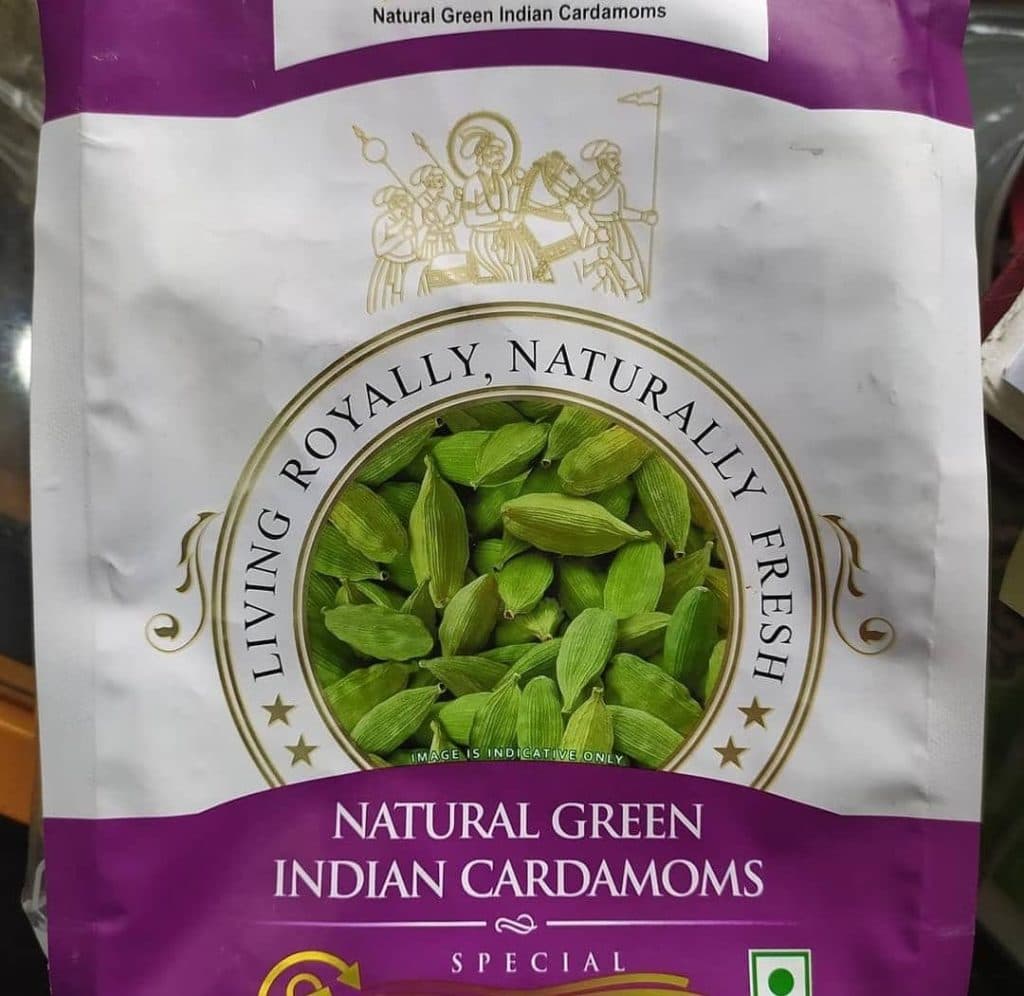 Natural Green Indian Cardamoms
LIVING ROYALLY, NATURALLY FRESH
IMAGE IS INDICATIVE ONLY
NATURAL GREEN
INDIAN CARDAMOMS
SPECIAL